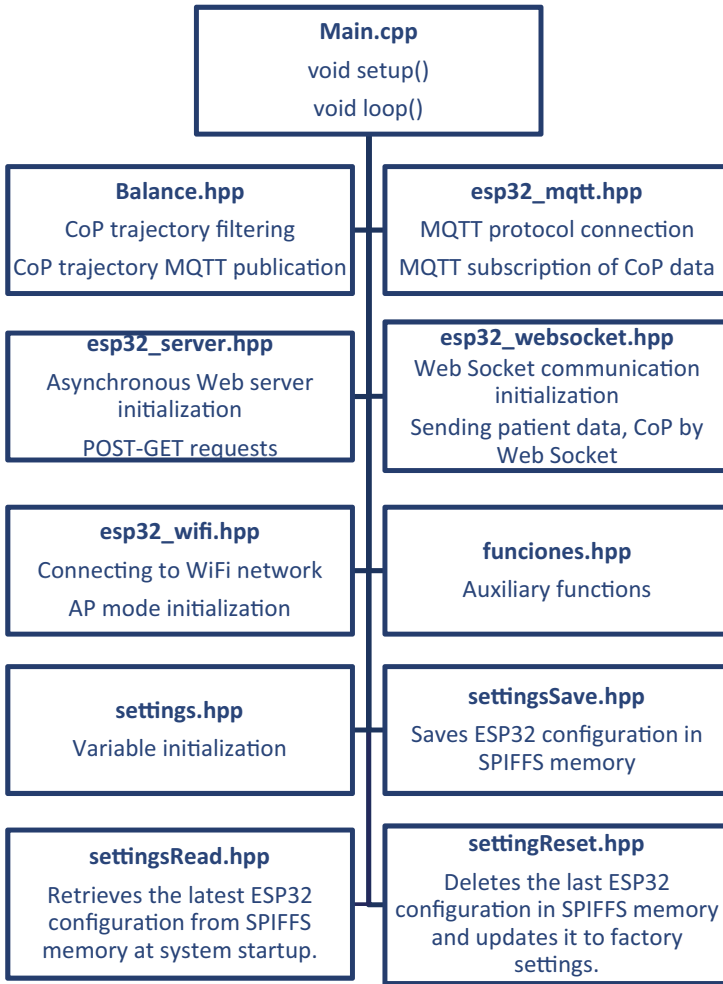 Main.cpp
void setup()
void loop()
Balance.hpp
CoP trajectory filtering
CoP trajectory MQTT publication
esp32_mqtt.hpp
MQTT protocol connection
MQTT subscription of CoP data
esp32_server.hpp
Asynchronous Web server
initialization
POST-GET requests
esp32_websocket.hpp
Web Socket communication
initialization
Sending patient data, CoP by
Web Socket
esp32_wifi.hpp
Connecting to WiFi network
AP mode initialization
funciones.hpp
Auxiliary functions
settings.hpp
Variable initialization
settingsSave.hpp
Saves ESP32 configuration in
SPIFFS memory
settingsRead.hpp
Retrieves the latest ESP32
configuration from SPIFFS
memory at system startup.
settingReset.hpp
Deletes the last ESP32
configuration in SPIFFS memory
and updates it to factory
settings.